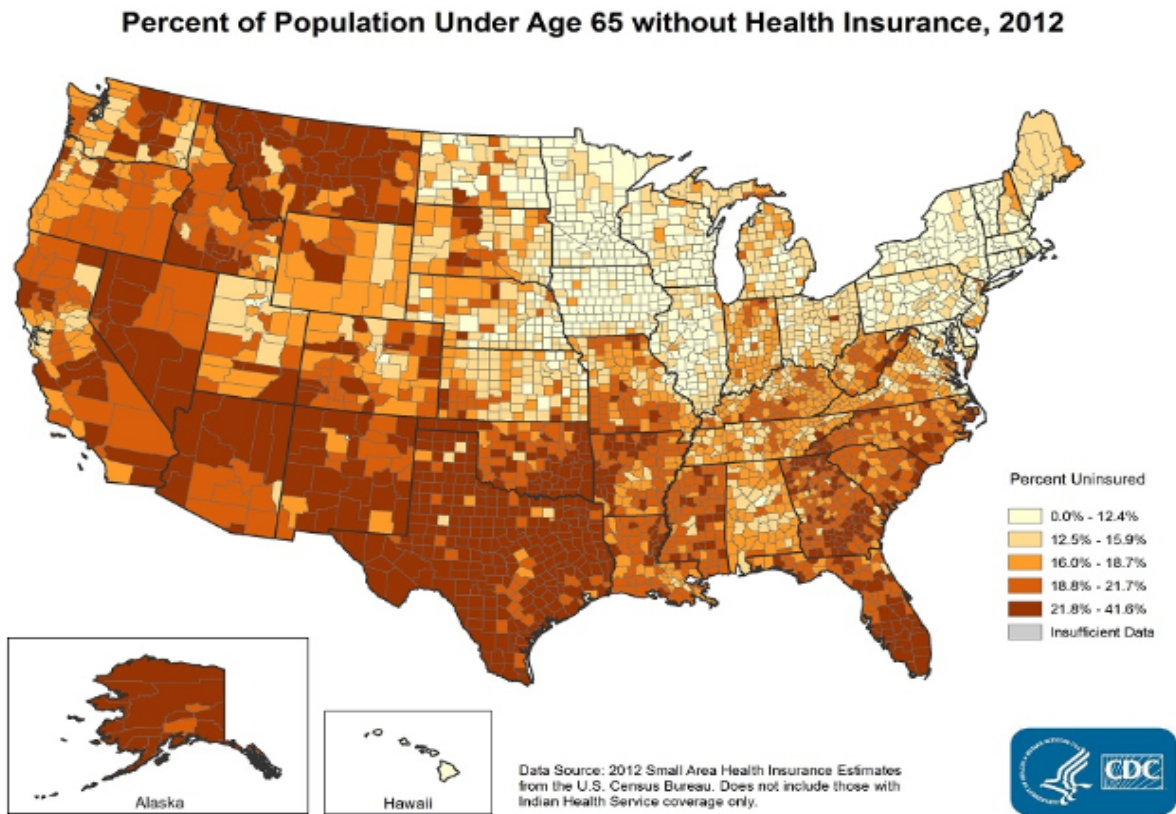 Percent of Population Under Age 65 without Health Insurance, 2012
Percent Uninsured
0.0% - 12.4%
12.5% - 15.9%
16.0% - 18.7%
18.8% - 21.7%
21.8% - 41.6%
Insufficient Data
Alaska
Hawaii
Data Source: 2012 Small Area Health Insurance Estimates
from the U.S. Census Bureau. Does not include those with
Indian Health Service coverage only.
CDC